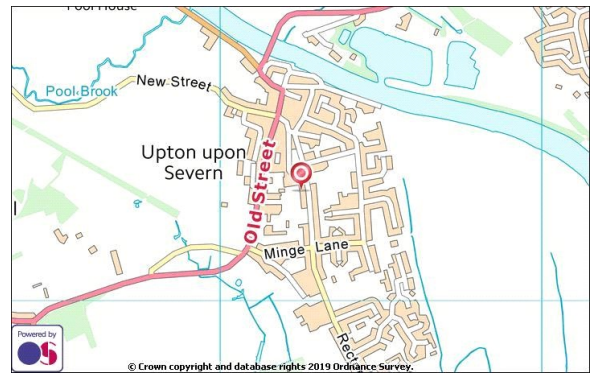 Pool House
New Street
Pool Brook
Upton upon
Severn
Old Street
Minge Lane
Powered by
OS
© Crown copyright and database rights 2019 Ordnance Survey.